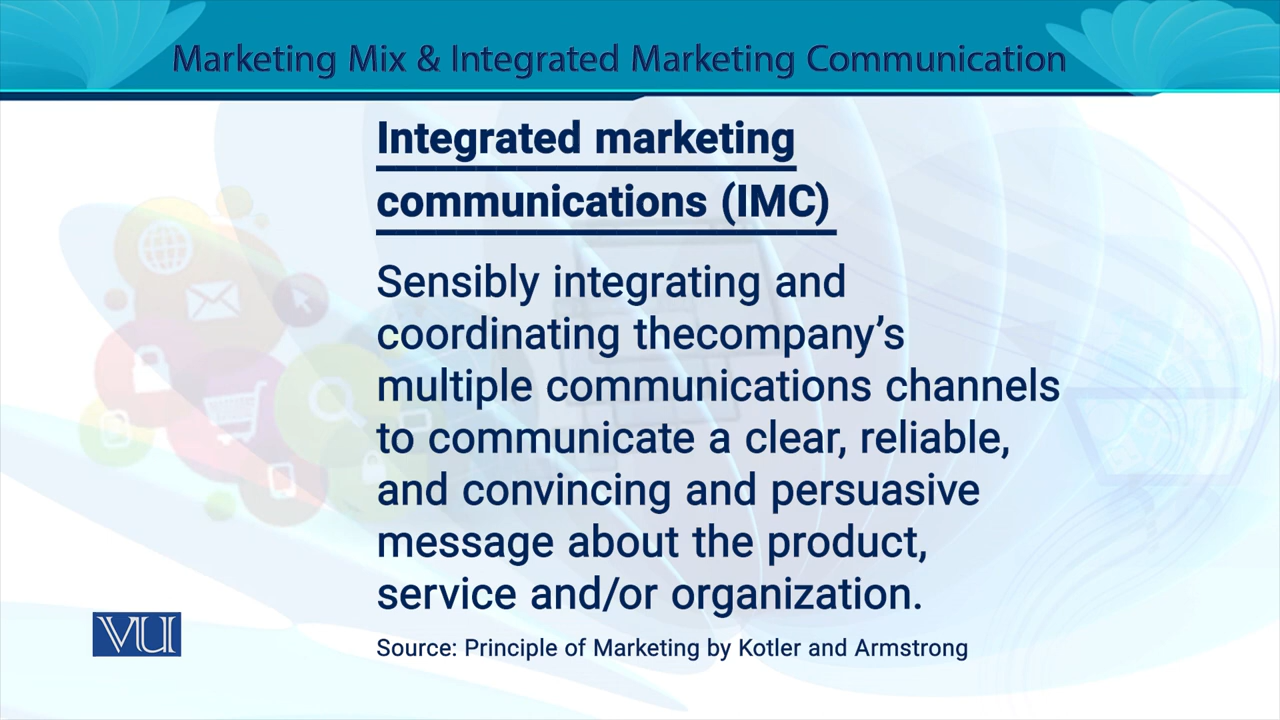 Marketing Mix & Integrated Marketing Communication
Integrated marketing
communications (IMC)
Sensibly integrating and
coordinating thecompany’s
multiple communications channels
to communicate a clear, reliable,
and convincing and persuasive
message about the product,
service and/or organization.
Source: Principle of Marketing by Kotler and Armstrong
VU